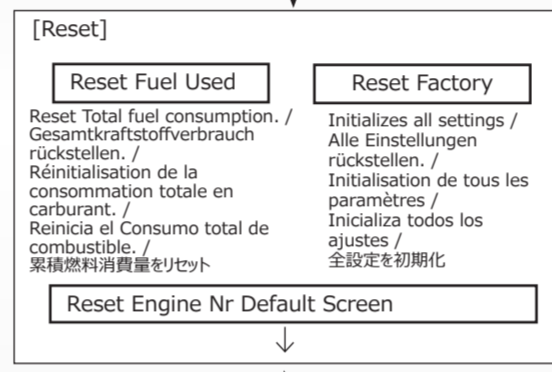 [Reset]
Reset Fuel Used
Reset Total fuel consumption. /
Gesamtkraftstoffverbrauch
rückstellen. /
Réinitialisation de la
consommation totale en
carburant. /
Reinicia el Consumo total de
combustible. /
累積燃料消費量をリセット
Reset Factory
Initializes all settings /
Alle Einstellungen
rückstellen. /
Initialisation de tous les
paramètres /
Inicializa todos los
ajustes /
全設定を初期化
Reset Engine Nr Default Screen